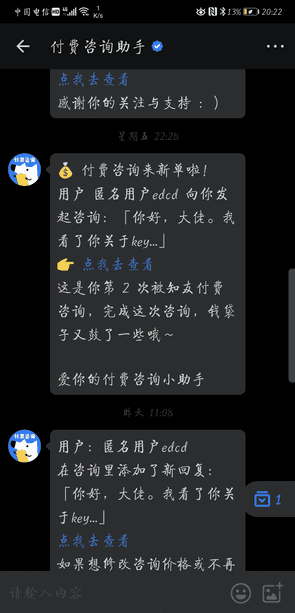 中国电信 HD 4G 1 K/s 13% 20:22
付费咨询助手
点我去查看
感谢你的关注与支持 : )
星期五 22:28
付费咨询来新单啦!
用户 匿名用户edcd 向你发
起咨询:「你好,大佬。我
看了你关于key...」
点我去查看
这是你第 2 次被知友付费
咨询,完成这次咨询,钱袋
子又鼓了一些哦~
爱你的付费咨询小助手
昨天 11:08
用户: 匿名用户edcd
在咨询里添加了新回复:
「你好,大佬。我看了你关
于key...」
1
点我去查看
如果想修改咨询价格或不再
请输入内容